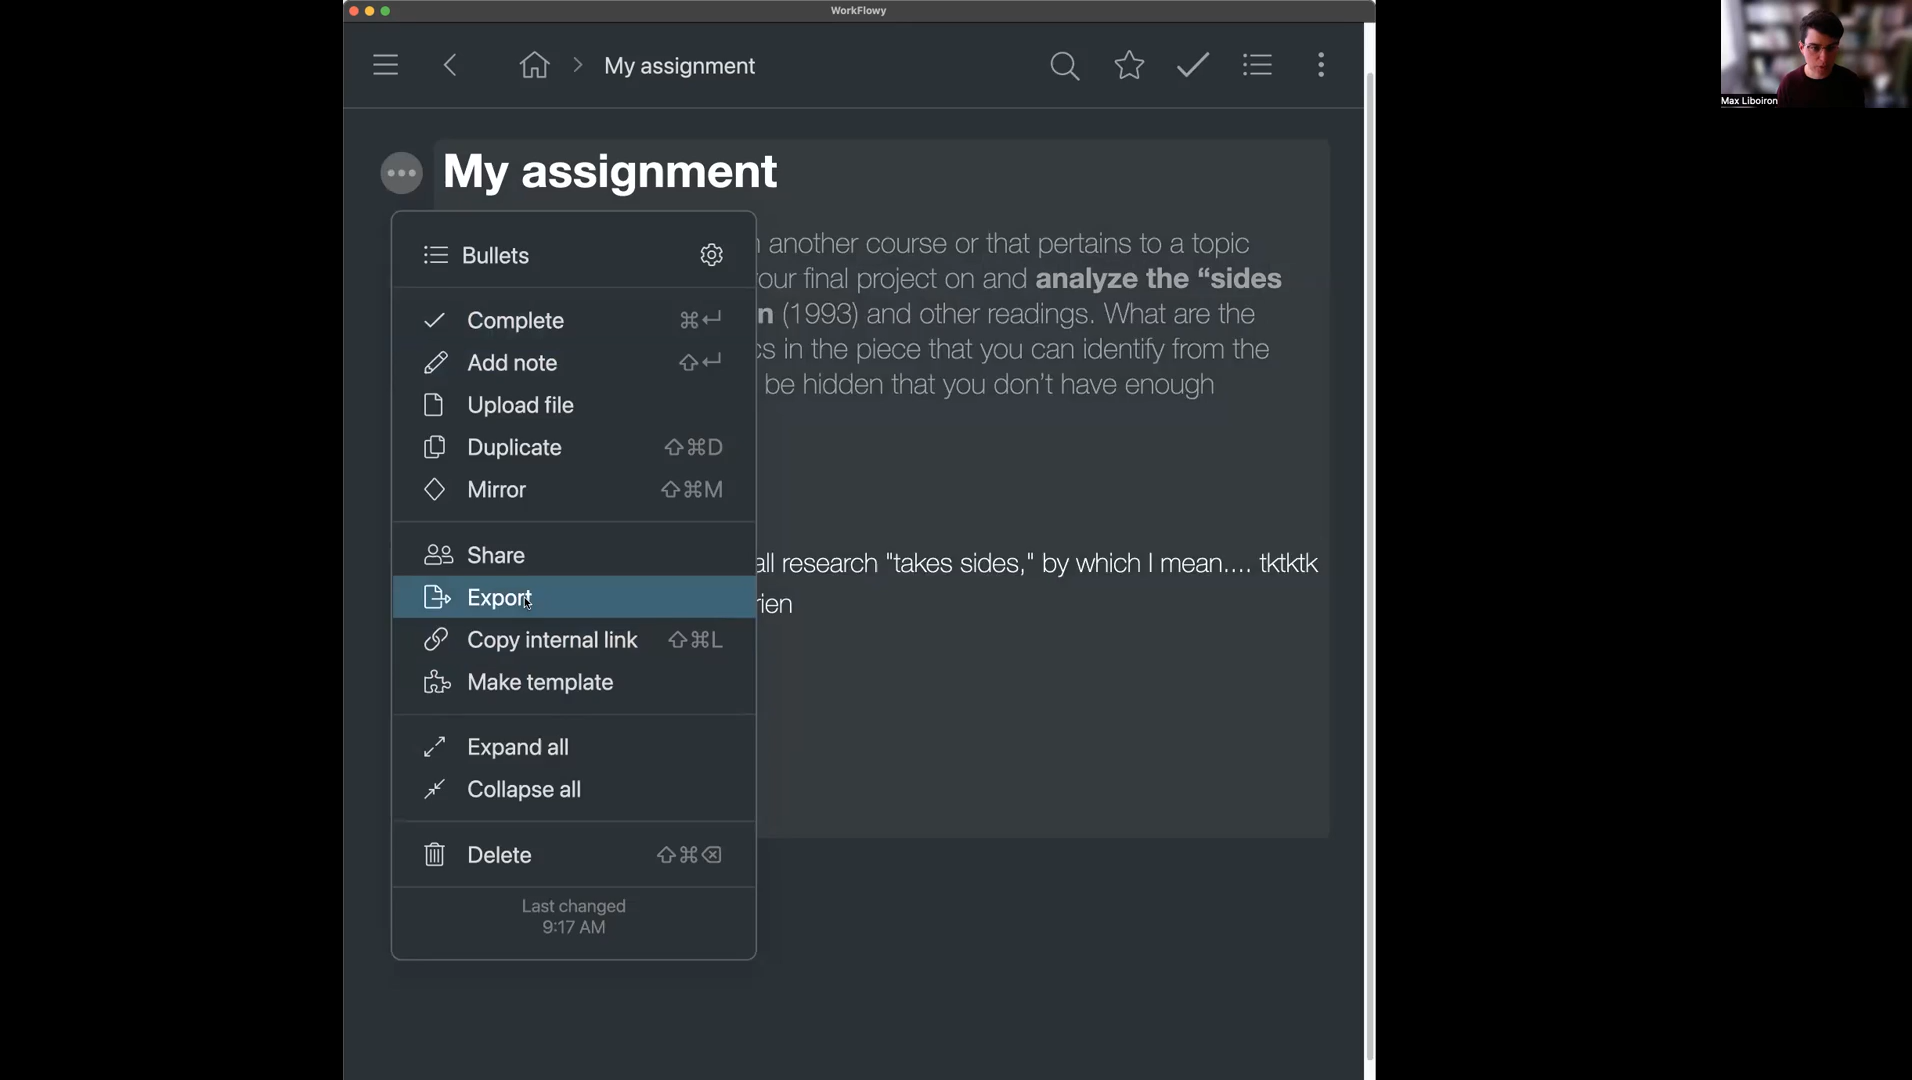 WorkFlowy
My assignment
Max Liboiron
My assignment
Bullets
another course or that pertains to a topic
our final project on and analyze the “sides
(1993) and other readings. What are the
Complete ⌘↵
in the piece that you can identify from the
Add note ⇧↵
be hidden that you don’t have enough
Upload file
Duplicate ⇧⌘D
Mirror ⇧⌘M
Share
all research "takes sides," by which I mean.... tktktk
Export
rien
Copy internal link ⇧⌘L
Make template
Expand all
Collapse all
Delete ⇧⌘⌫
Last changed
9:17 AM